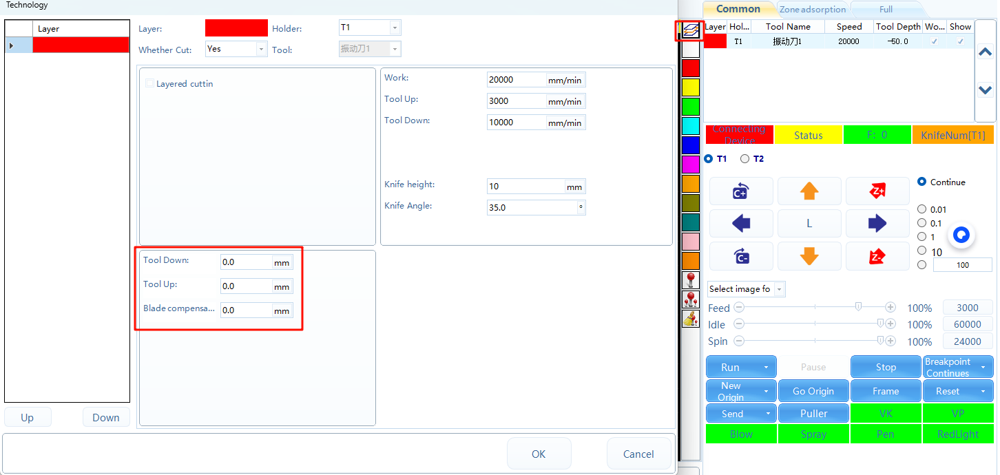 Technology
Layer
Layer:
Holder:
T1
Whether Cut:
Yes
Tool:
振动刀1
Layered cuttin
Work:
20000
mm/min
Tool Up:
3000
mm/min
Tool Down:
10000
mm/min
Knife height:
10
mm
Knife Angle:
35.0
°
Tool Down:
0.0
mm
Tool Up:
0.0
mm
Blade compensa...
0.0
mm
Up
Down
OK
Cancel
Common
Zone adsorption
Full
Layer Hol... Tool Name Speed Tool Depth Wo... Show
T1 振动刀1 20000 -50.0
Connecting
Device
Status
F: 0
KnifeNum[T1]
T1
T2
C+
Z+
L
C-
Z-
Continue
0.01
0.1
1
10
100
Select image fo
Feed
100%
3000
Idle
100%
60000
Spin
100%
24000
Run
Pause
Stop
Breakpoint
Continues
New
Origin
Go Origin
Frame
Reset
Send
Puller
VK
VP
Blow
Spray
Pen
RedLight